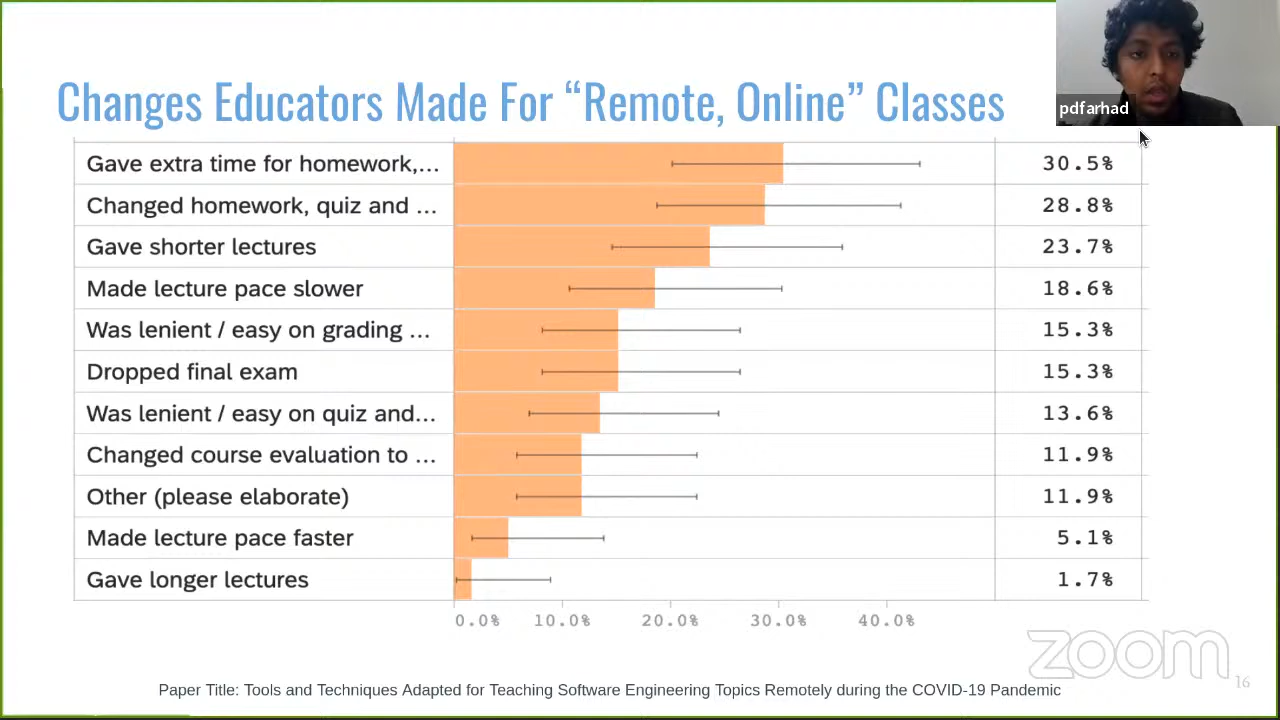 Changes Educators Made For “Remote, Online” Classes
pdfarhad
Gave extra time for homework,... 30.5%
Changed homework, quiz and ... 28.8%
Gave shorter lectures 23.7%
Made lecture pace slower 18.6%
Was lenient / easy on grading ... 15.3%
Dropped final exam 15.3%
Was lenient / easy on quiz and... 13.6%
Changed course evaluation to ... 11.9%
Other (please elaborate) 11.9%
Made lecture pace faster 5.1%
Gave longer lectures 1.7%
0.0% 10.0% 20.0% 30.0% 40.0%
zoom
16
Paper Title: Tools and Techniques Adapted for Teaching Software Engineering Topics Remotely during the COVID-19 Pandemic